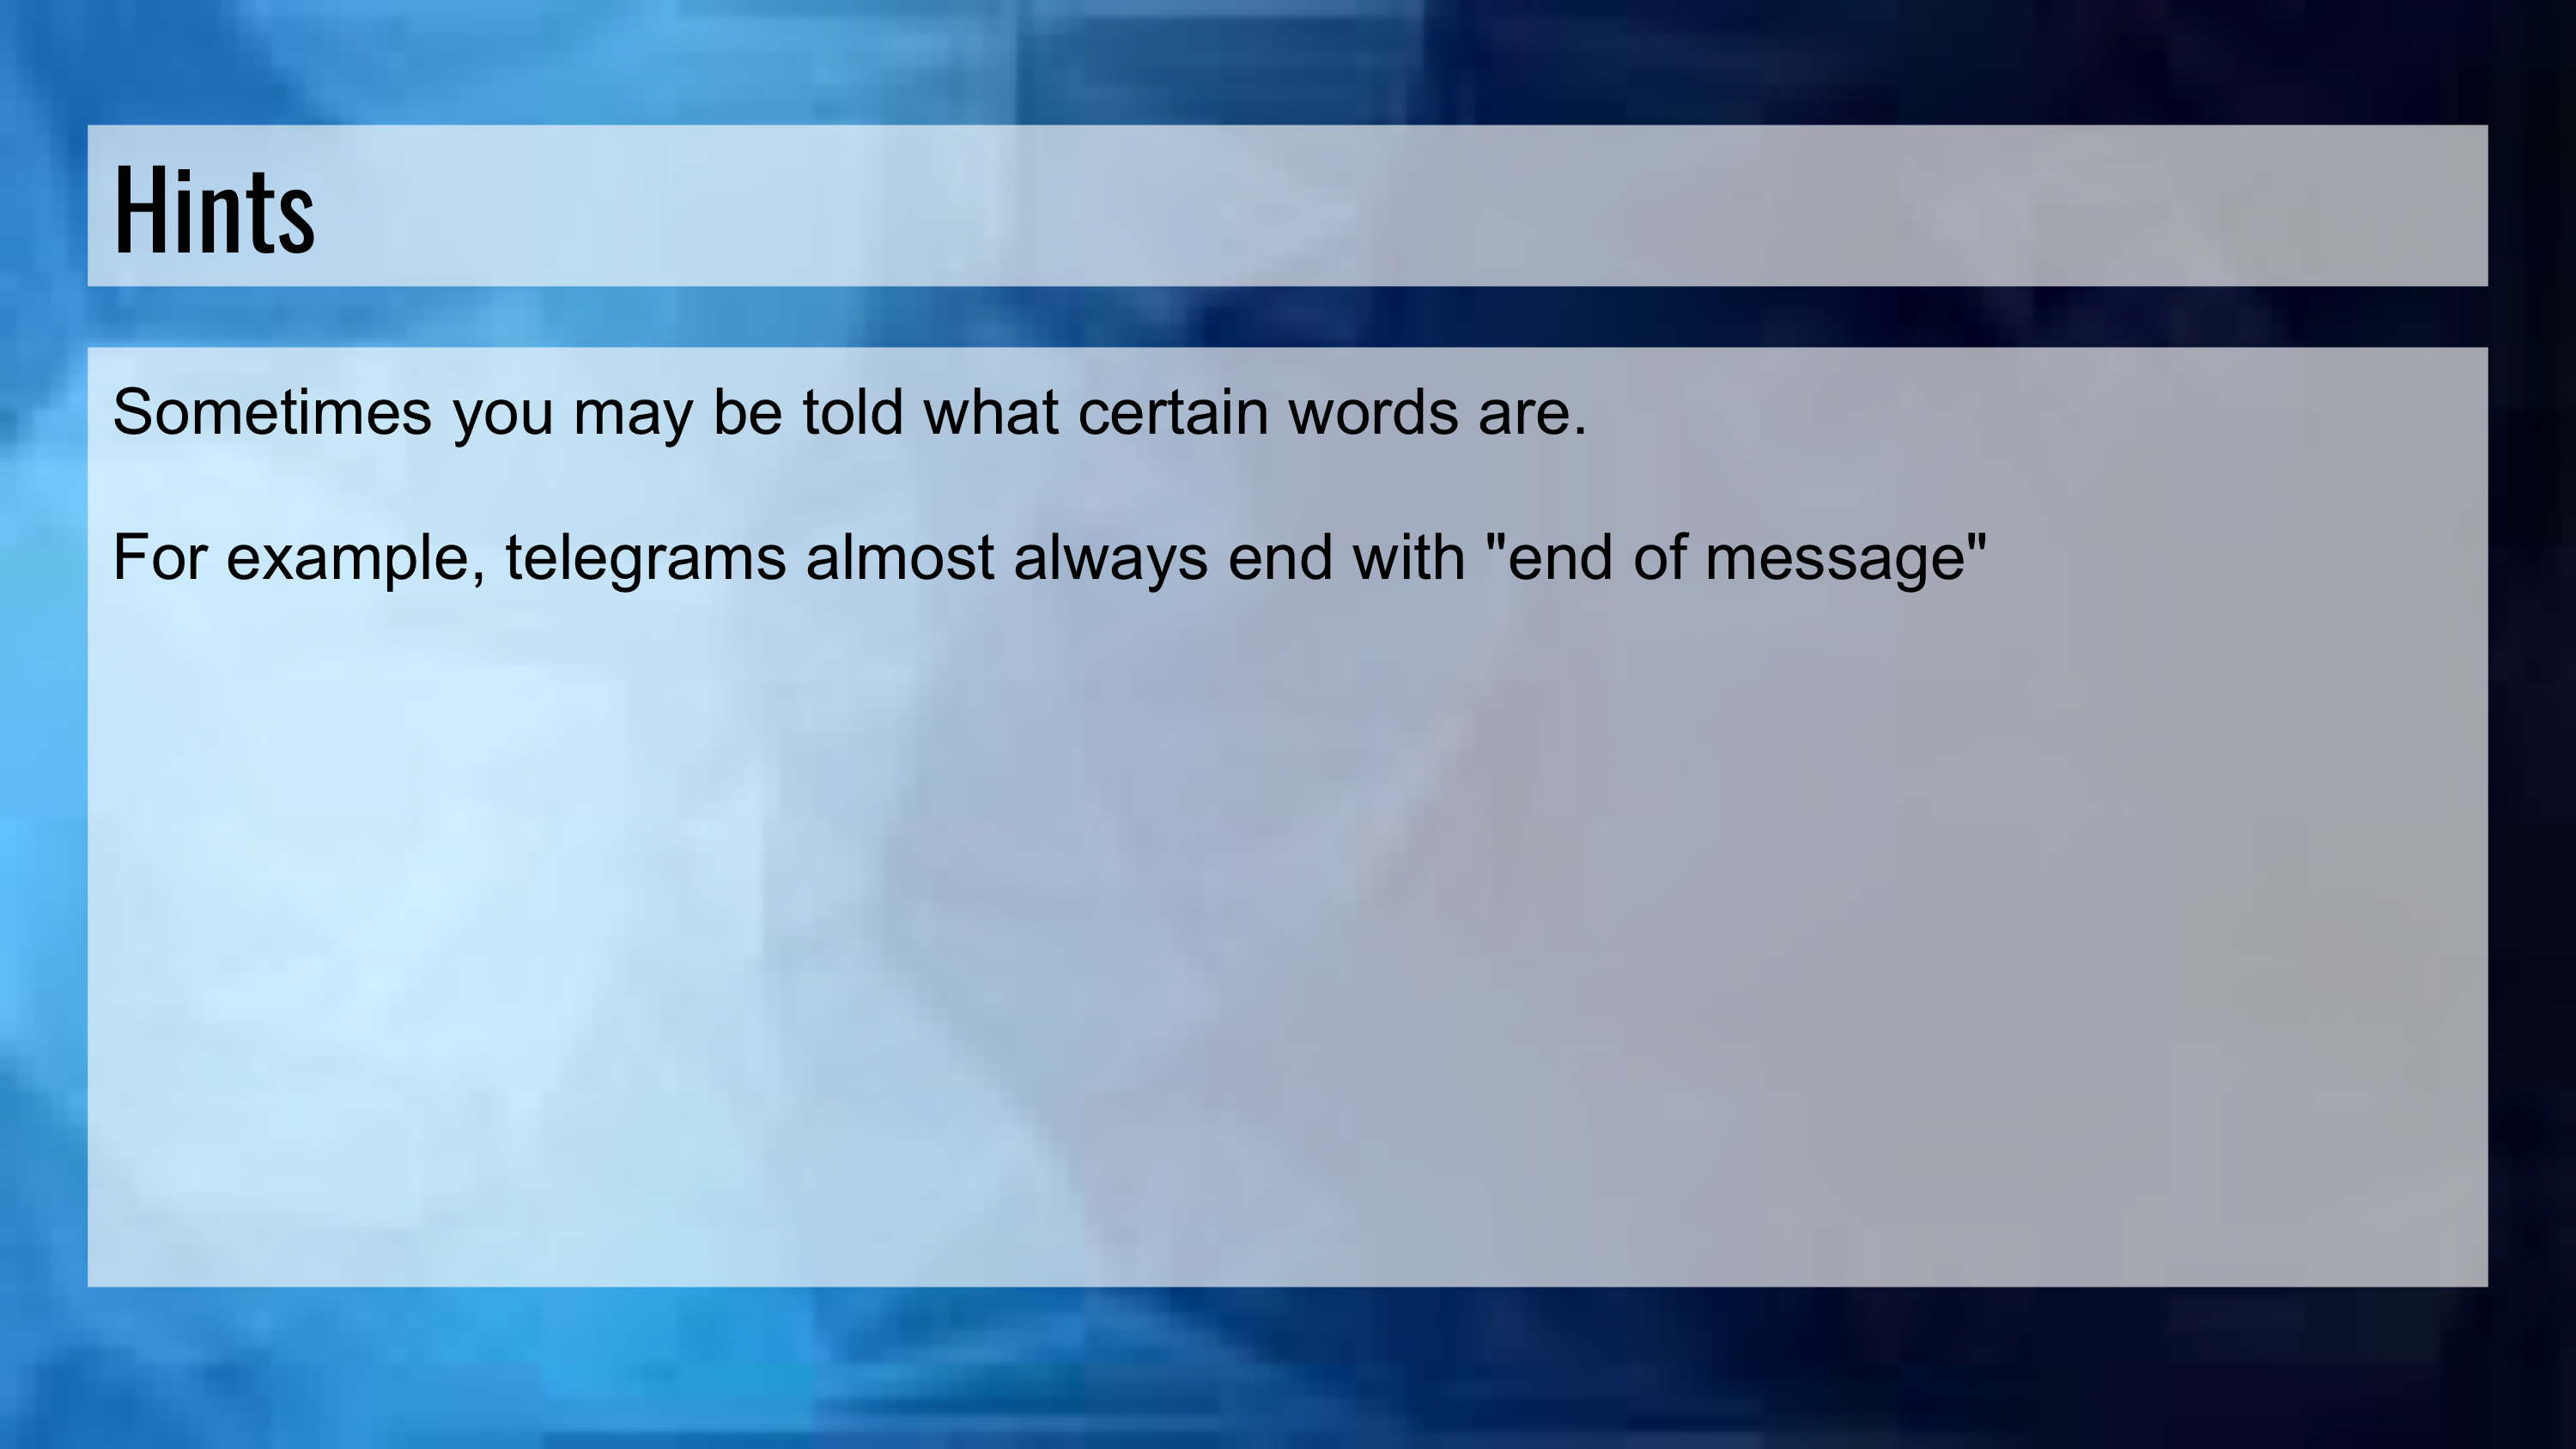 Hints
Sometimes you may be told what certain words are.
For example, telegrams almost always end with "end of message"